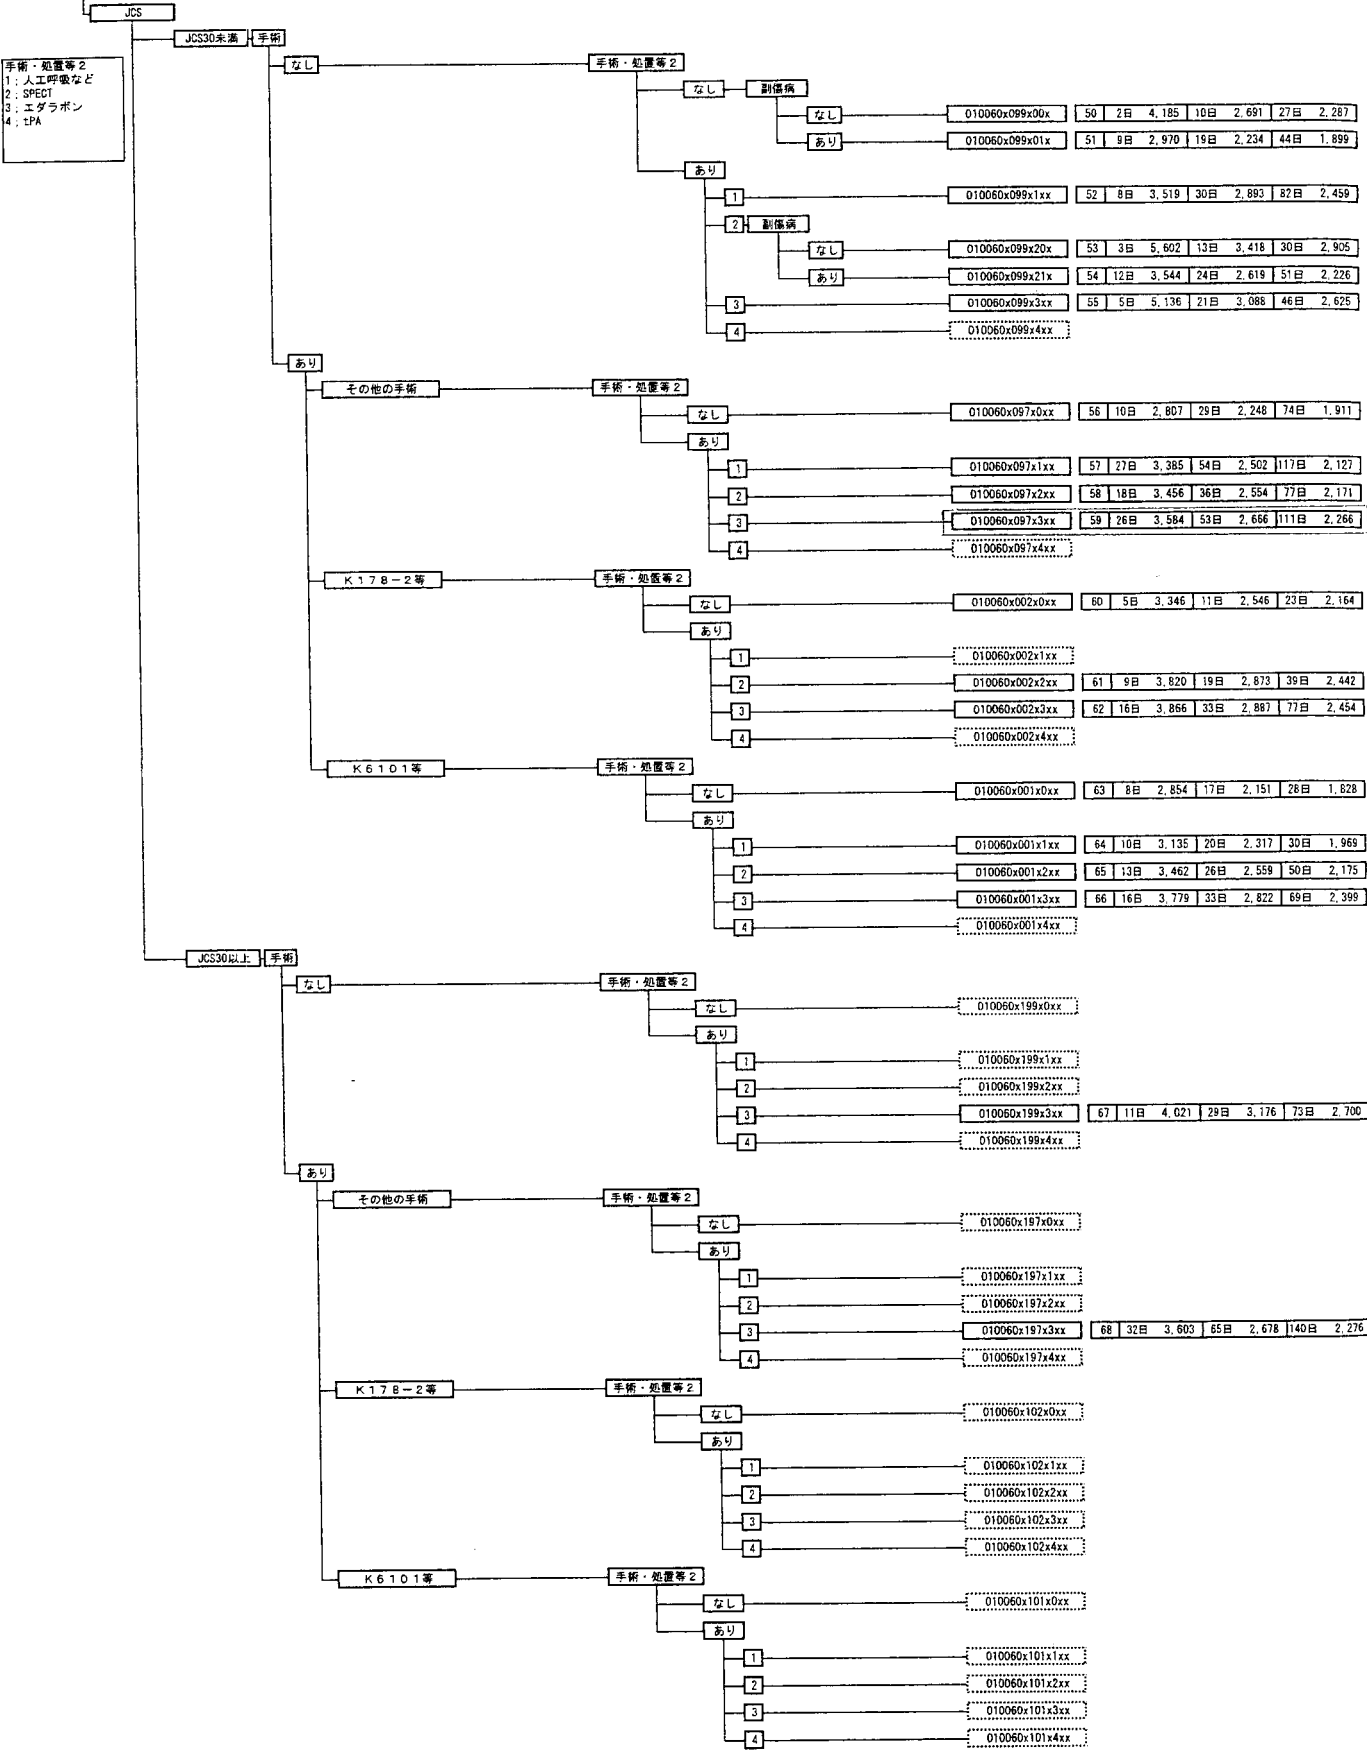 JCS
JCS30未満 手術
手術・処置等2
1；人工呼吸など
2；SPECT
3；エダラボン
4；tPA
なし 手術・処置等2
なし 副傷病
なし 010060x099x00x 50 2日 4,185 10日 2,691 27日 2,287
あり 010060x099x01x 51 9日 2,970 19日 2,234 44日 1,899
あり
1 010060x099x1xx 52 8日 3,519 30日 2,893 82日 2,459
2 副傷病
なし 010060x099x20x 53 3日 5,602 13日 3,418 30日 2,905
あり 010060x099x21x 54 12日 3,544 24日 2,619 51日 2,226
3 010060x099x3xx 55 5日 5,136 21日 3,088 46日 2,625
4 010060x099x4xx
あり
その他の手術 手術・処置等2
なし 010060x097x0xx 56 10日 2,807 29日 2,248 74日 1,911
あり
1 010060x097x1xx 57 27日 3,385 54日 2,502 117日 2,127
2 010060x097x2xx 58 18日 3,456 36日 2,554 77日 2,171
3 010060x097x3xx 59 26日 3,584 53日 2,666 111日 2,266
4 010060x097x4xx
K178－2等 手術・処置等2
なし 010060x002x0xx 60 5日 3,346 11日 2,546 23日 2,164
あり
1 010060x002x1xx
2 010060x002x2xx 61 9日 3,820 19日 2,873 39日 2,442
3 010060x002x3xx 62 16日 3,866 33日 2,887 77日 2,454
4 010060x002x4xx
K6101等 手術・処置等2
なし 010060x001x0xx 63 8日 2,854 17日 2,151 28日 1,828
あり
1 010060x001x1xx 64 10日 3,135 20日 2,317 30日 1,969
2 010060x001x2xx 65 13日 3,462 26日 2,559 50日 2,175
3 010060x001x3xx 66 16日 3,779 33日 2,822 69日 2,399
4 010060x001x4xx
JCS30以上 手術
なし 手術・処置等2
なし 010060x199x0xx
あり
1 010060x199x1xx
2 010060x199x2xx
3 010060x199x3xx 67 11日 4,021 29日 3,176 73日 2,700
4 010060x199x4xx
あり
その他の手術 手術・処置等2
なし 010060x197x0xx
あり
1 010060x197x1xx
2 010060x197x2xx
3 010060x197x3xx 68 32日 3,603 65日 2,678 140日 2,276
4 010060x197x4xx
K178－2等 手術・処置等2
なし 010060x102x0xx
あり
1 010060x102x1xx
2 010060x102x2xx
3 010060x102x3xx
4 010060x102x4xx
K6101等 手術・処置等2
なし 010060x101x0xx
あり
1 010060x101x1xx
2 010060x101x2xx
3 010060x101x3xx
4 010060x101x4xx